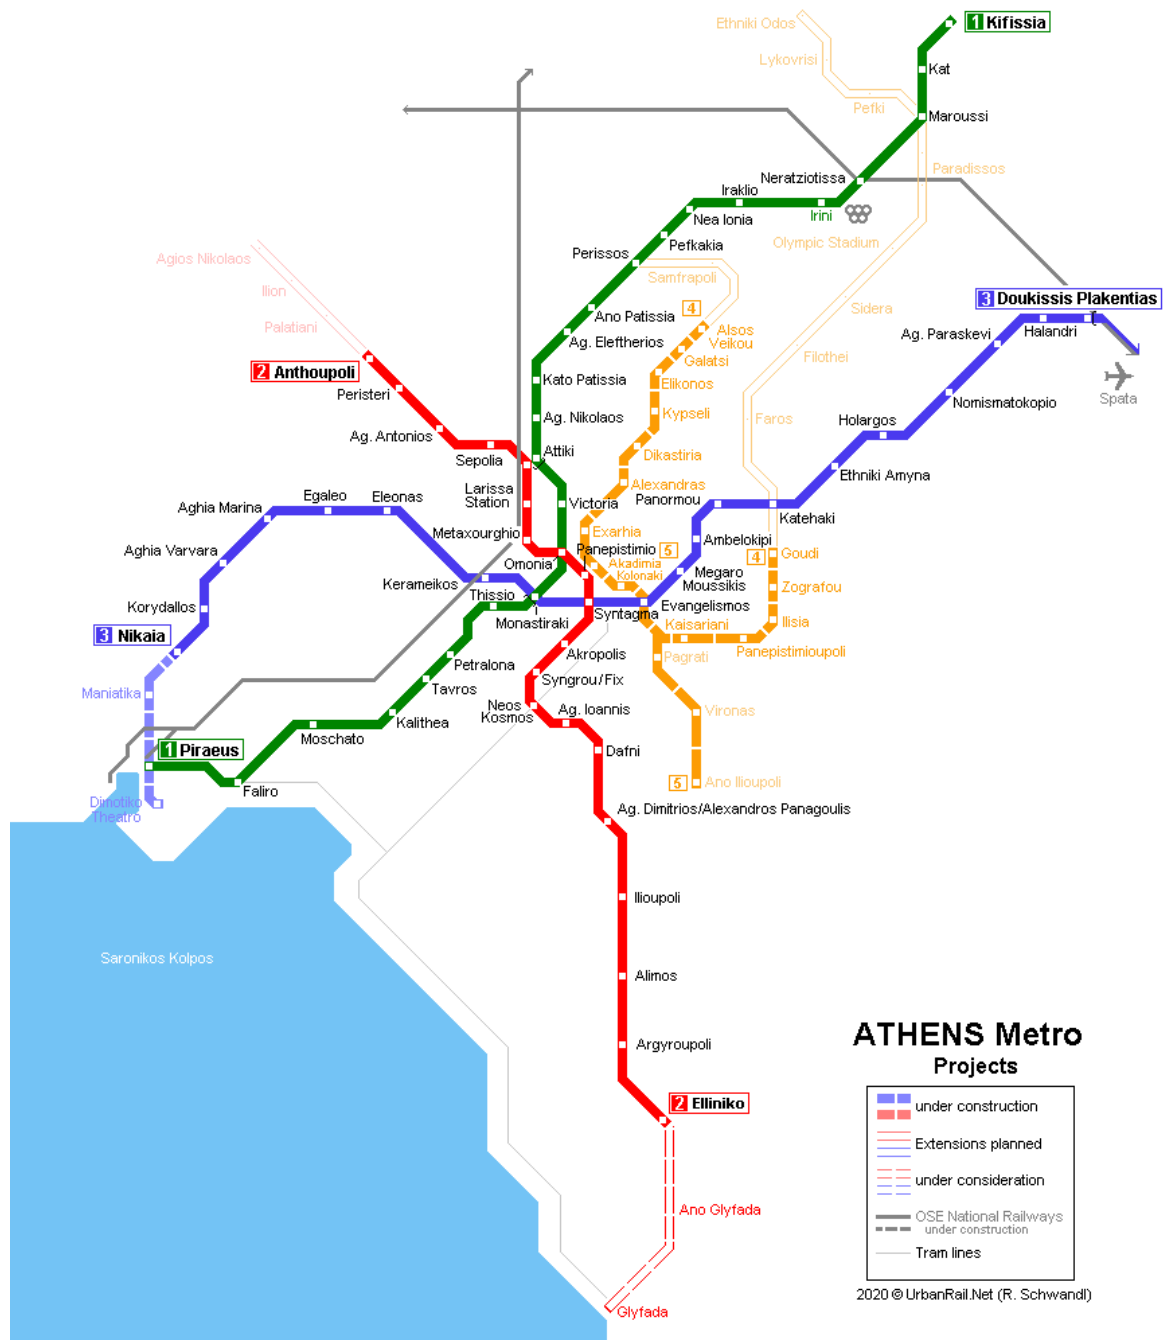 Ethniki Odos
1 Kifissia
Lykovrisi
Kat
Pefki
Maroussi
Paradissos
Neratziotissa
Iraklio
Irini
Nea Ionia
Olympic Stadium
Pefkakia
Perissos
Samfrapoli
Agios Nikolaos
Ilion
Palatiani
Sidera
3 Doukissis Plakentias
Halandri
Ag. Paraskevi
Spata
4
Ano Patissia
Alsos
Veikou
Ag. Eleftherios
Galatsi
Filothei
2 Anthoupoli
Peristeri
Kato Patissia
Elikonos
Nomismatokopio
Ag. Nikolaos
Kypseli
Faros
Holargos
Ag. Antonios
Attiki
Dikastiria
Sepolia
Ethniki Amyna
Larissa
Station
Alexandras
Panormou
Victoria
Katehaki
Aghia Marina
Egaleo
Eleonas
Metaxourghio
Exarhia
Ambelokipi
Aghia Varvara
Omonia
Panepistimio
5
Akadimia
Kolonaki
4
Goudi
Megaro
Moussikis
Kerameikos
Thissio
Zografou
Korydallos
Monastiraki
Syntagma
Evangelismos
Kaisariani
Ilisia
3 Nikaia
Panepistimioupoli
Akropolis
Pagrati
Petralona
Syngrou/Fix
Tavros
Maniatika
Neos
Kosmos
Ag. Ioannis
Vironas
Kalithea
Moschato
Dafni
1 Piraeus
Faliro
5
Ano Ilioupoli
Dimotiko
Theatro
Ag. Dimitrios/Alexandros Panagoulis
Ilioupoli
Saronikos Kolpos
Alimos
Argyroupoli
2 Elliniko
Ano Glyfada
Glyfada
ATHENS Metro
Projects
under construction
Extensions planned
under consideration
OSE National Railways
under construction
Tram lines
2020 © UrbanRail.Net (R. Schwandl)